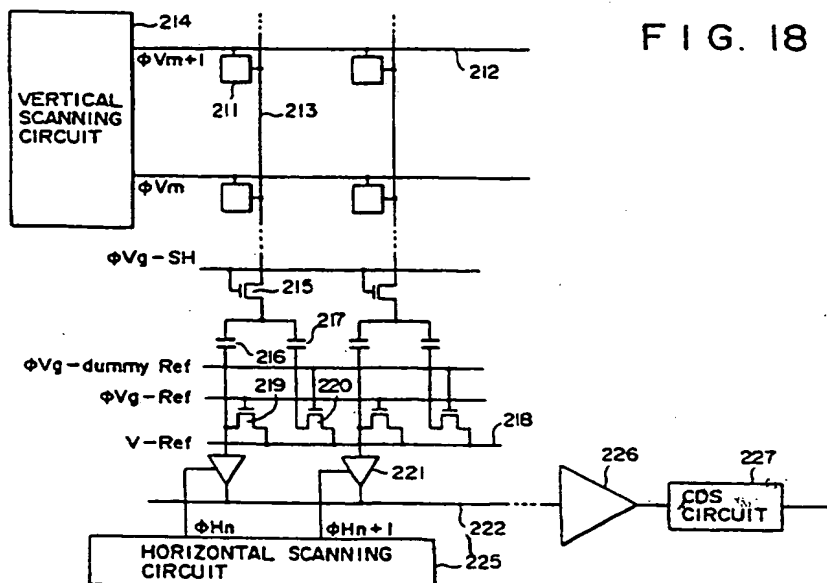 214
FIG. 18
φVm+1
211
213
212
VERTICAL
SCANNING
CIRCUIT
φVm
φVg-SH
215
217
216
φVg-dummy Ref
219
220
φVg-Ref
218
V-Ref
221
226
227
CDS
CIRCUIT
φHn
φHn+1
222
HORIZONTAL SCANNING
CIRCUIT
225